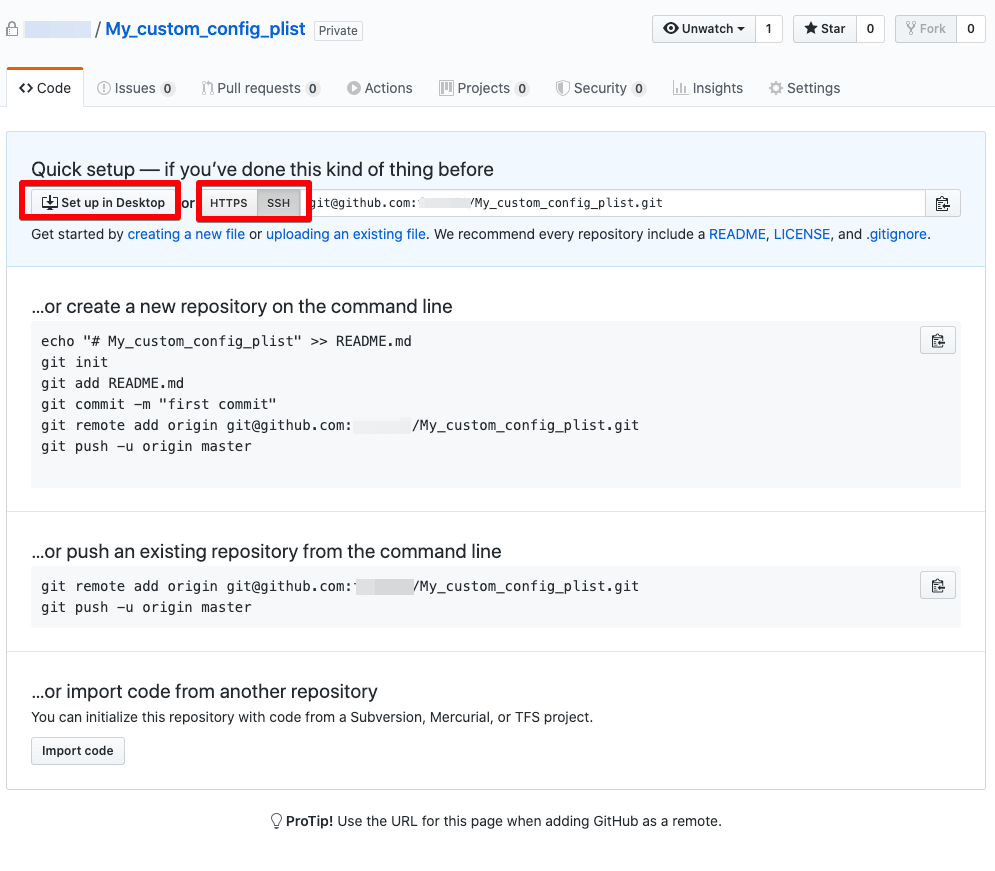 / My_custom_config_plist Private Unwatch 1 Star 0 Fork 0
Code Issues 0 Pull requests 0 Actions Projects 0 Security 0 Insights Settings
Quick setup — if you’ve done this kind of thing before
Set up in Desktop or HTTPS SSH git@github.com: /My_custom_config_plist.git
Get started by creating a new file or uploading an existing file. We recommend every repository include a README, LICENSE, and .gitignore.
…or create a new repository on the command line
echo "# My_custom_config_plist" >> README.md
git init
git add README.md
git commit -m "first commit"
git remote add origin git@github.com: /My_custom_config_plist.git
git push -u origin master
…or push an existing repository from the command line
git remote add origin git@github.com: /My_custom_config_plist.git
git push -u origin master
…or import code from another repository
You can initialize this repository with code from a Subversion, Mercurial, or TFS project.
Import code
ProTip! Use the URL for this page when adding GitHub as a remote.